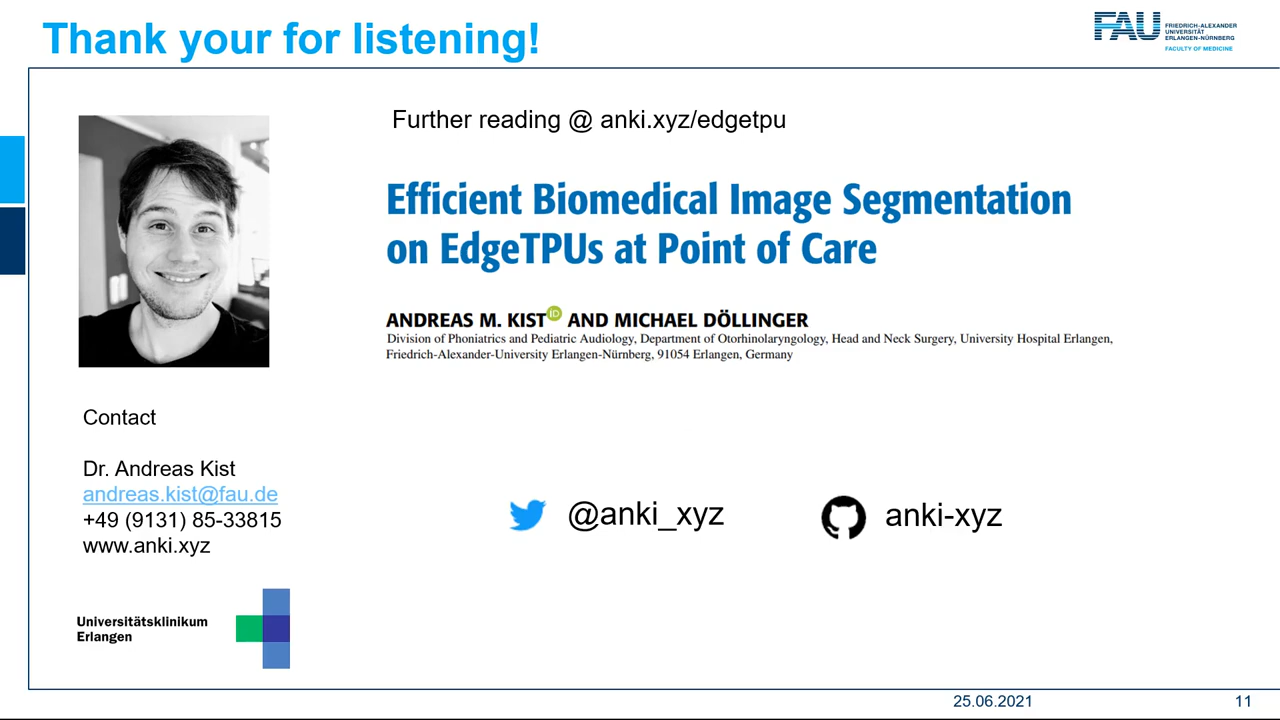 Thank your for listening!
FAU FRIEDRICH-ALEXANDER
UNIVERSITÄT
ERLANGEN-NÜRNBERG
FACULTY OF MEDICINE
Further reading @ anki.xyz/edgetpu
Efficient Biomedical Image Segmentation
on EdgeTPUs at Point of Care
ANDREAS M. KIST iD AND MICHAEL DÖLLINGER
Division of Phoniatrics and Pediatric Audiology, Department of Otorhinolaryngology, Head and Neck Surgery, University Hospital Erlangen,
Friedrich-Alexander-University Erlangen-Nürnberg, 91054 Erlangen, Germany
Contact
Dr. Andreas Kist
andreas.kist@fau.de
+49 (9131) 85-33815
www.anki.xyz
@anki_xyz
anki-xyz
Universitätsklinikum
Erlangen
25.06.2021
11